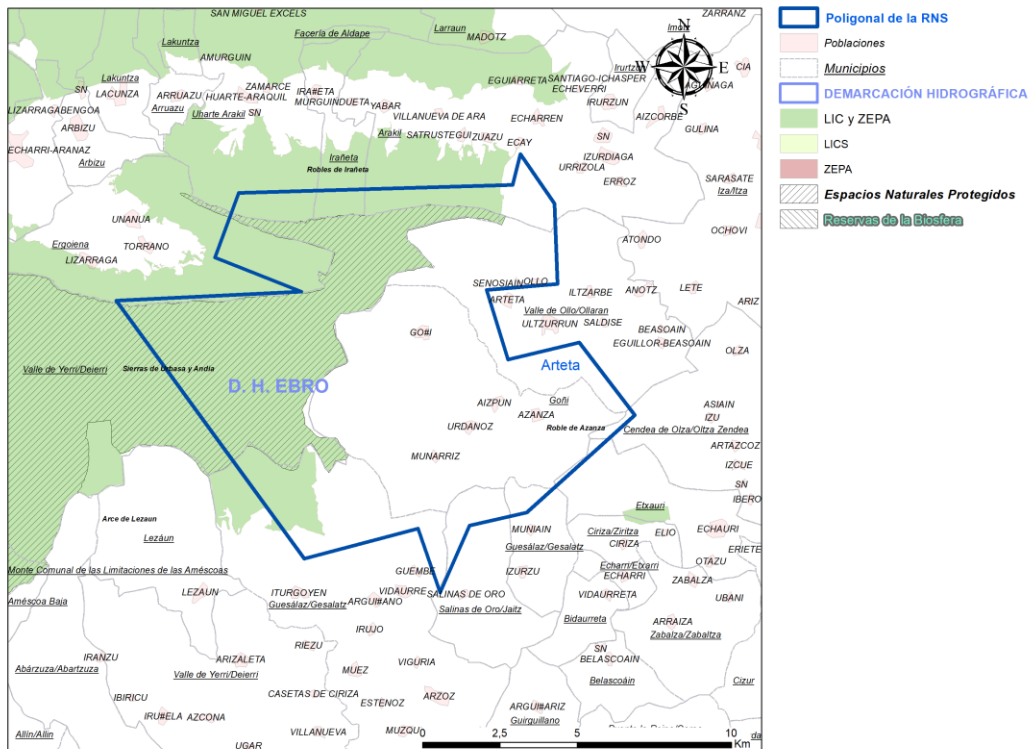 SAN MIGUEL EXCELS
ZARRANZ
Lakuntza
Facería de Aldape
Larraun
MADOTZ
N
AMURGUIN
Irurtzun
W
E
CIA
Lakuntza
ZAMARCE
EGUIARRETA
SANTIAGO-ICHASPER
S
SN
LACUNZA
ARRUAZU
HUARTE-ARAQUIL
IRA#ETA
ECHEVERRI
LIZARRAGABENGOA
Arruazu
Uharte Arakil
SN
MURGUINDUETA
YABAR
IRURZUN
ARBIZU
VILLANUEVA DE ARA
ECHARREN
AIZCORBE
GULINA
ECHARRI-ARANAZ
Arakil
SATRUSTEGUI
ZUAZU
SN
Arbizu
Irañeta
ECAY
IZURDIAGA
Robles de Irañeta
URRIZOLA
ERROZ
SARASATE
Iza/Itza
UNANUA
Ergoiena
TORRANO
ATONDO
OCHOVI
LIZARRAGA
SENOSIAIN
OLLO
ILTZARBE
ANOTZ
LETE
ARIZ
ARTETA
Valle de Ollo/Ollaran
GO#I
ULTZURRUN
SALDISE
BEASOAIN
EGUILLOR-BEASOAIN
OLZA
Valle de Yerri/Deierri
Sierras de Urbasa y Andia
Arteta
D. H. EBRO
AIZPUN
Goñi
ASIAIN
AZANZA
IZU
URDANOZ
Roble de Azanza
Cendea de Olza/Oltza Zendea
ARTAZCOZ
MUNARRIZ
IZCUE
SN
IBERO
Etxauri
Arce de Lezaun
MUNIAIN
Ciriza/Ziritza
ELIO
ECHAURI
Lezáun
Guesálaz/Gesalatz
CIRIZA
ERIETE
Monte Comunal de las Limitaciones de las Améscoas
GUEMBE
IZURZU
Echarri/Etxarri
OTAZU
ECHARRI
ZABALZA
LEZAUN
ITURGOYEN
VIDAURRE
SALINAS DE ORO
VIDAURRETA
UBANI
Améscoa Baja
Guesálaz/Gesalatz
ARGUI#ANO
Salinas de Oro/Jaitz
Bidaurreta
ARRAIZA
IRUJO
Zabalza/Zabaltza
RIEZU
IRANZU
ARIZALETA
SN
Abárzuza/Abartzuza
Valle de Yerri/Deierri
MUEZ
VIGURIA
BELASCOAIN
Belascoáin
Cizur
IBIRICU
CASETAS DE CIRIZA
ARZOZ
ESTENOZ
ARGUI#ARIZ
IRU#ELA
AZCONA
Guirguillano
Allín/Allin
VILLANUEVA
MUZQU
UGAR
0
2,5
5
10
Km
Poligonal de la RNS
Poblaciones
Municipios
DEMARCACIÓN HIDROGRÁFICA
LIC y ZEPA
LICS
ZEPA
Espacios Naturales Protegidos
Reservas de la Biosfera